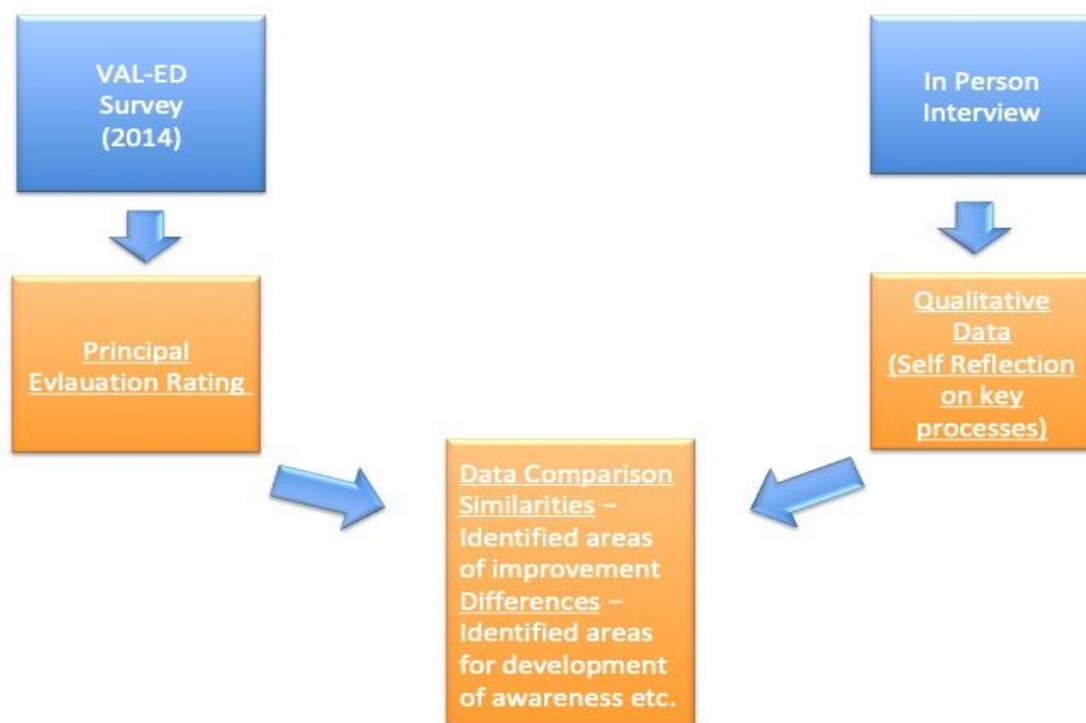 VAL-ED
Survey
(2014)
In Person
Interview
Principal
Evlauation Rating
Qualitative
Data
(Self Reflection
on key
processes)
Data Comparison
Similarities –
Identified areas
of improvement
Differences –
Identified areas
for development
of awareness etc.